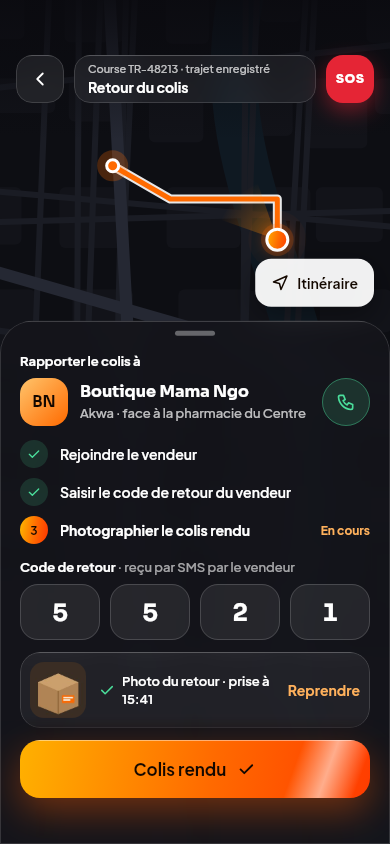 Course TR-48213 · trajet enregistré
Retour du colis
SOS
Itinéraire
Rapporter le colis à
BN
Boutique Mama Ngo
Akwa · face à la pharmacie du Centre
Rejoindre le vendeur
Saisir le code de retour du vendeur
3 Photographier le colis rendu En cours
Code de retour · reçu par SMS par le vendeur
5 5 2 1
Photo du retour · prise à
15:41
Reprendre
Colis rendu